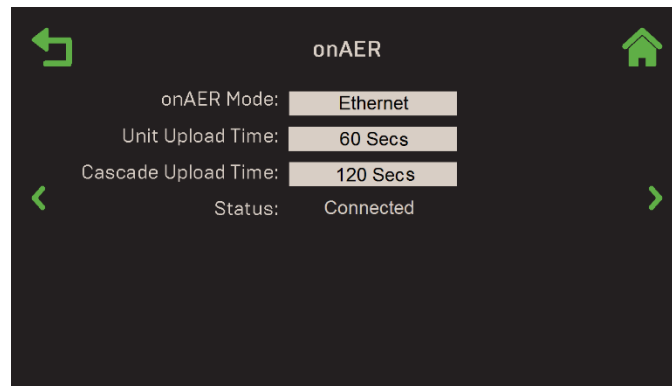 onAER
onAER Mode: Ethernet
Unit Upload Time: 60 Secs
Cascade Upload Time: 120 Secs
Status: Connected